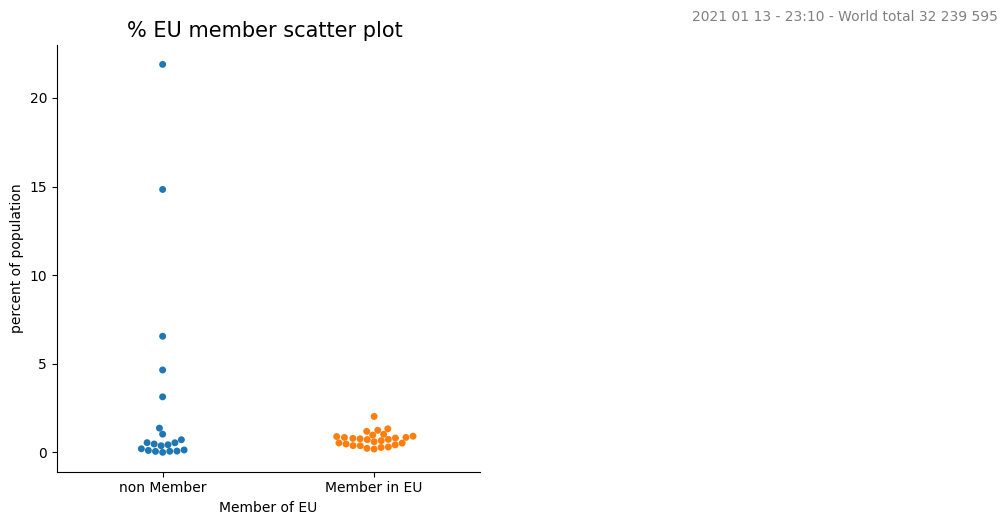 2021 01 13 - 23:10 - World total 32 239 595
% EU member scatter plot
percent of population
20
15
10
5
0
non Member
Member in EU
Member of EU